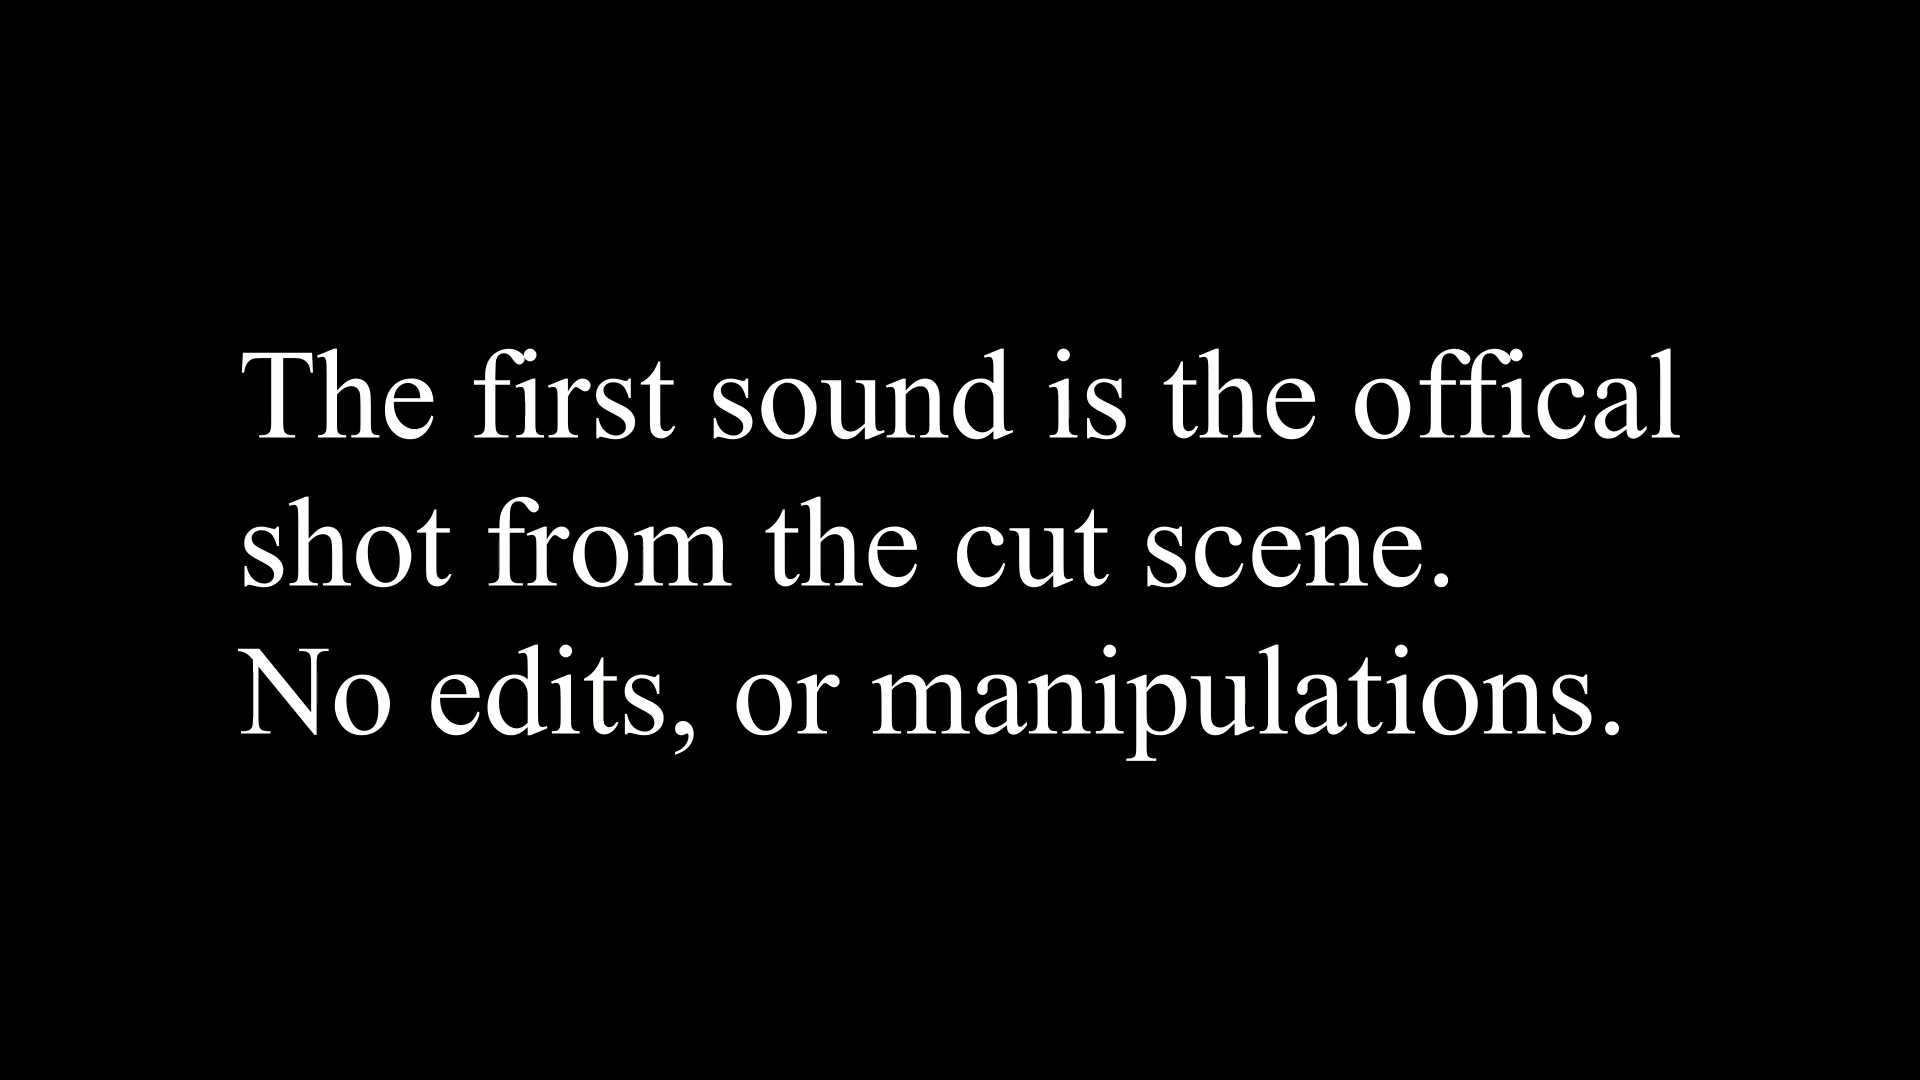 The first sound is the offical
shot from the cut scene.
No edits, or manipulations.